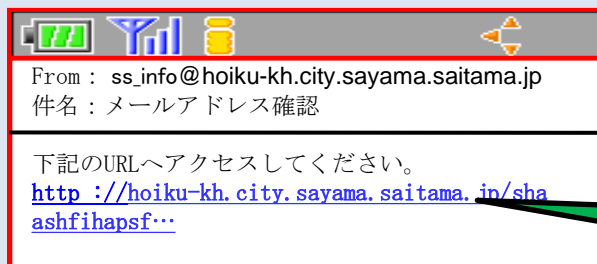 From : ss_info@hoiku-kh.city.sayama.saitama.jp
件名：メールアドレス確認
下記のURLへアクセスしてください。
http ://hoiku-kh.city.sayama.saitama.jp/sha
ashfihapsf…